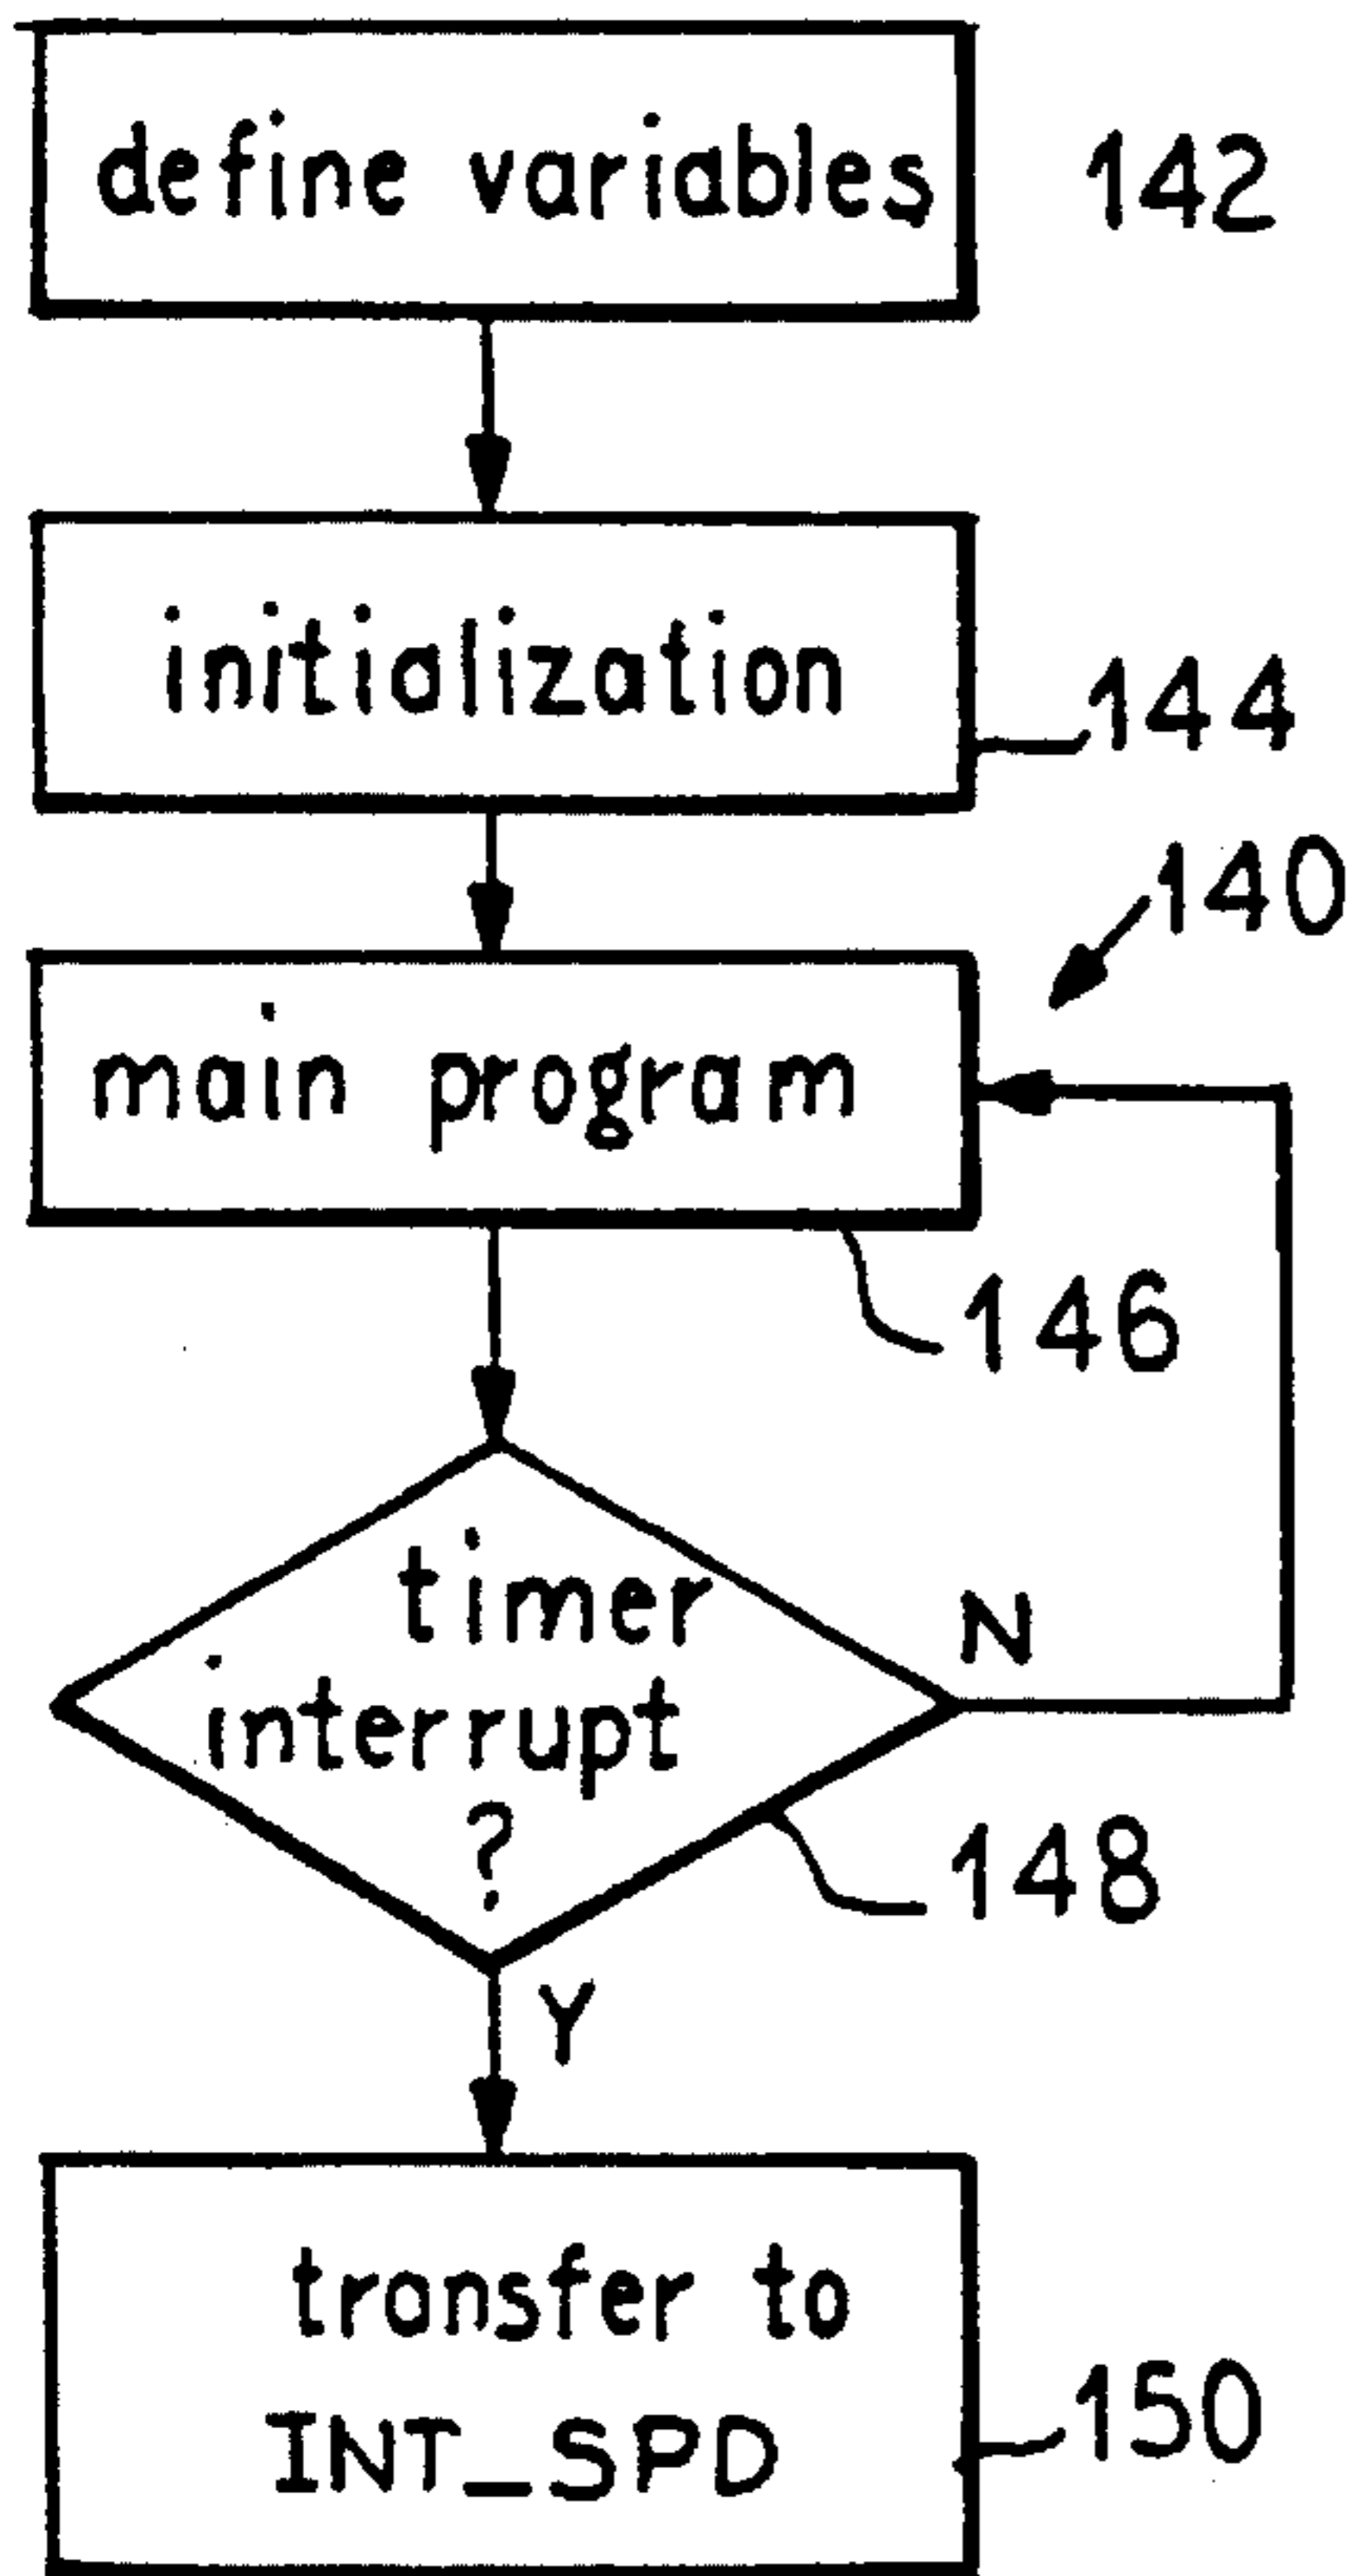 define variables
142
initialization
144
140
main program
146
timer
interrupt
?
N
148
Y
transfer to
INT_SPD
150